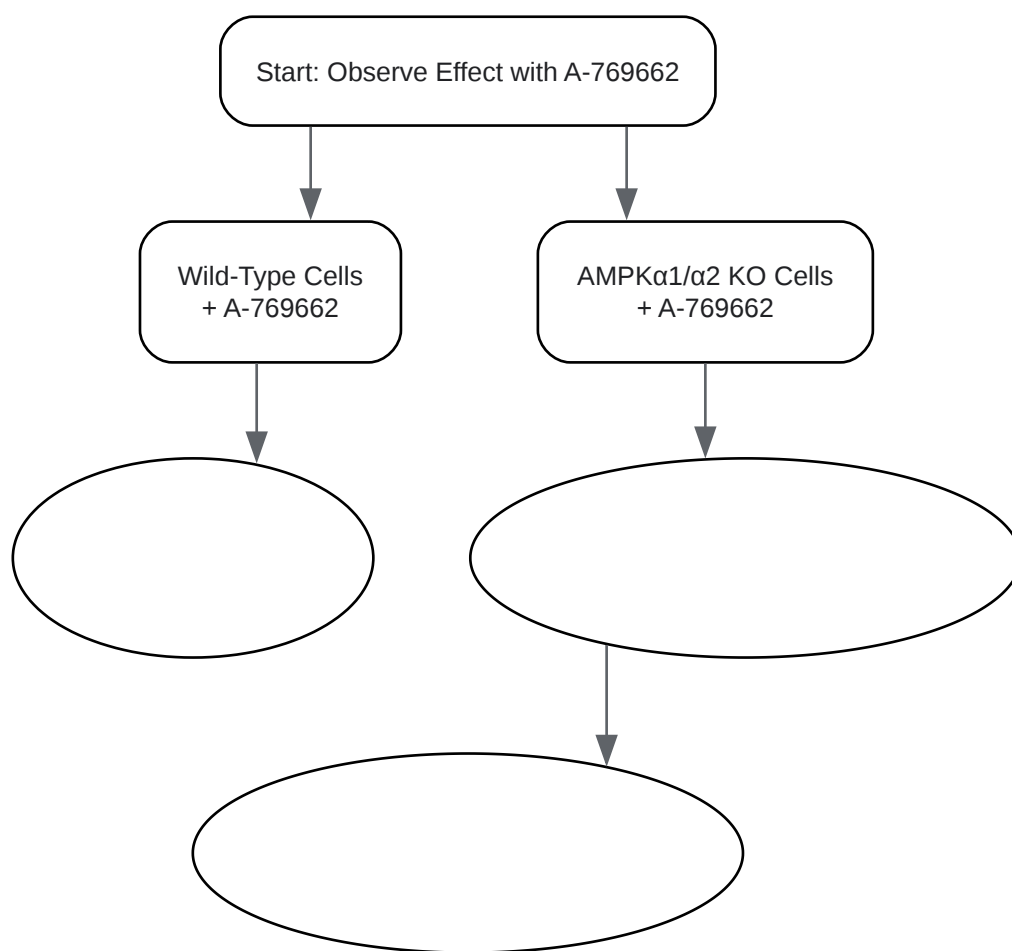 Start: Observe Effect with A-769662
Wild-Type Cells
+ A-769662
AMPKα1/α2 KO Cells
+ A-769662